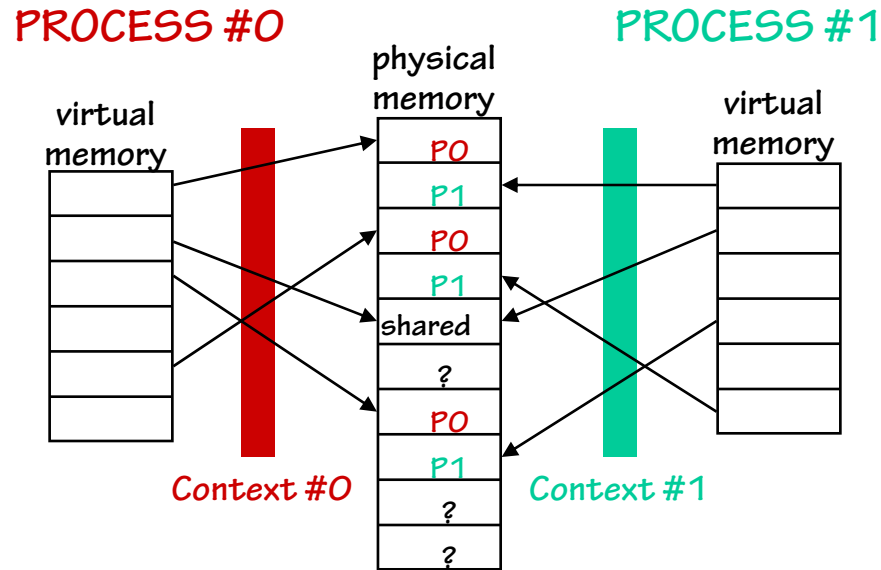 PROCESS #0
PROCESS #1
physical
memory
virtual
memory
virtual
memory
P0
P1
P0
P1
shared
?
P0
P1
?
?
Context #0
Context #1